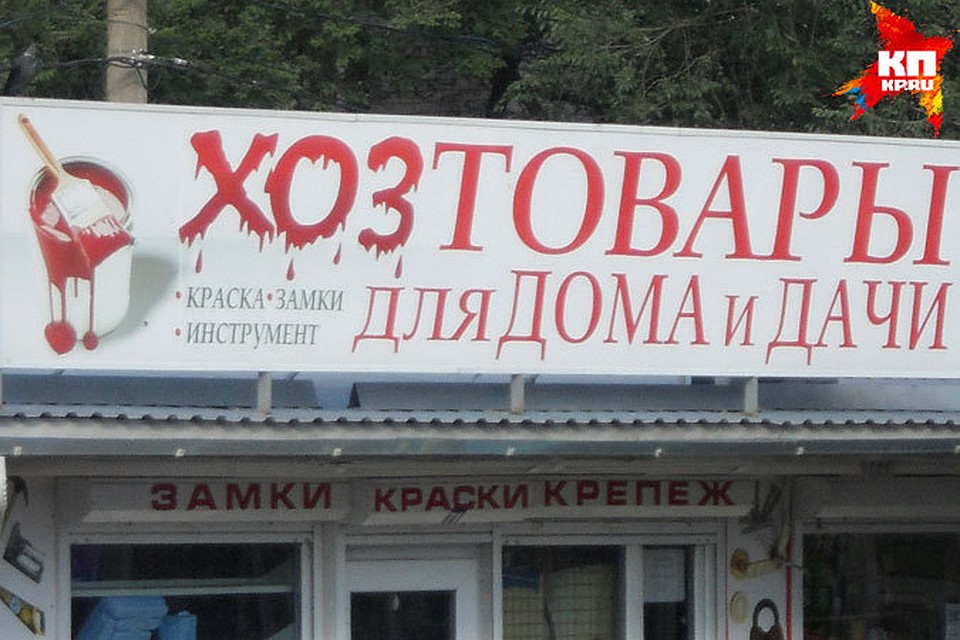 КП
KP.RU
ХОЗТОВАРЫ
• КРАСКА • ЗАМКИ
• ИНСТРУМЕНТ
ДЛЯ ДОМА И ДАЧИ
ЗАМКИ КРАСКИ КРЕПЕЖ